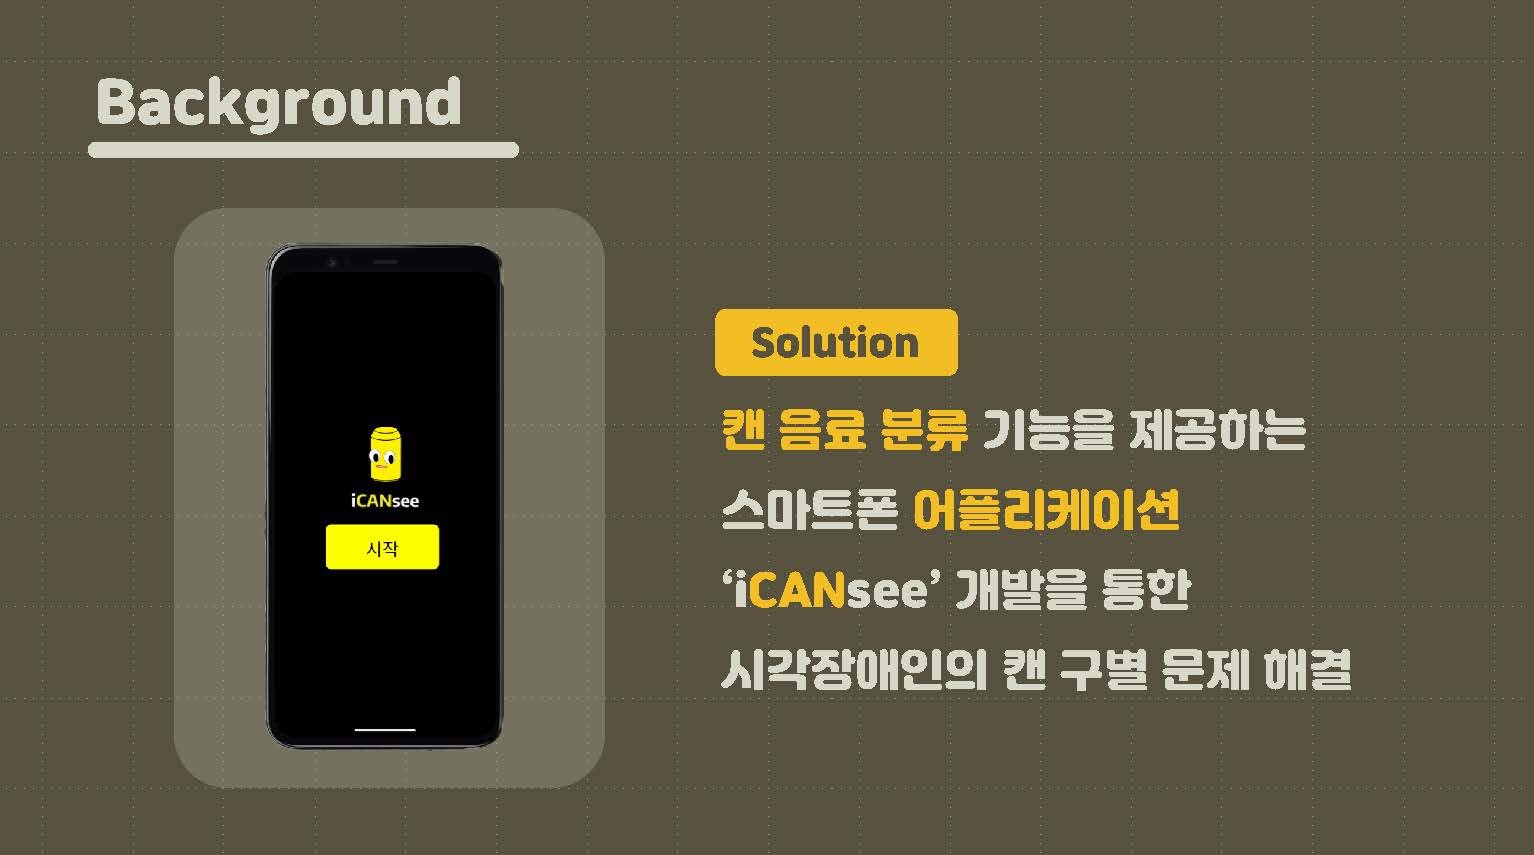 Background
iCANsee
시작
Solution
캔 음료 분류 기능을 제공하는
스마트폰 어플리케이션
‘iCANsee’ 개발을 통한
시각장애인의 캔 구별 문제 해결